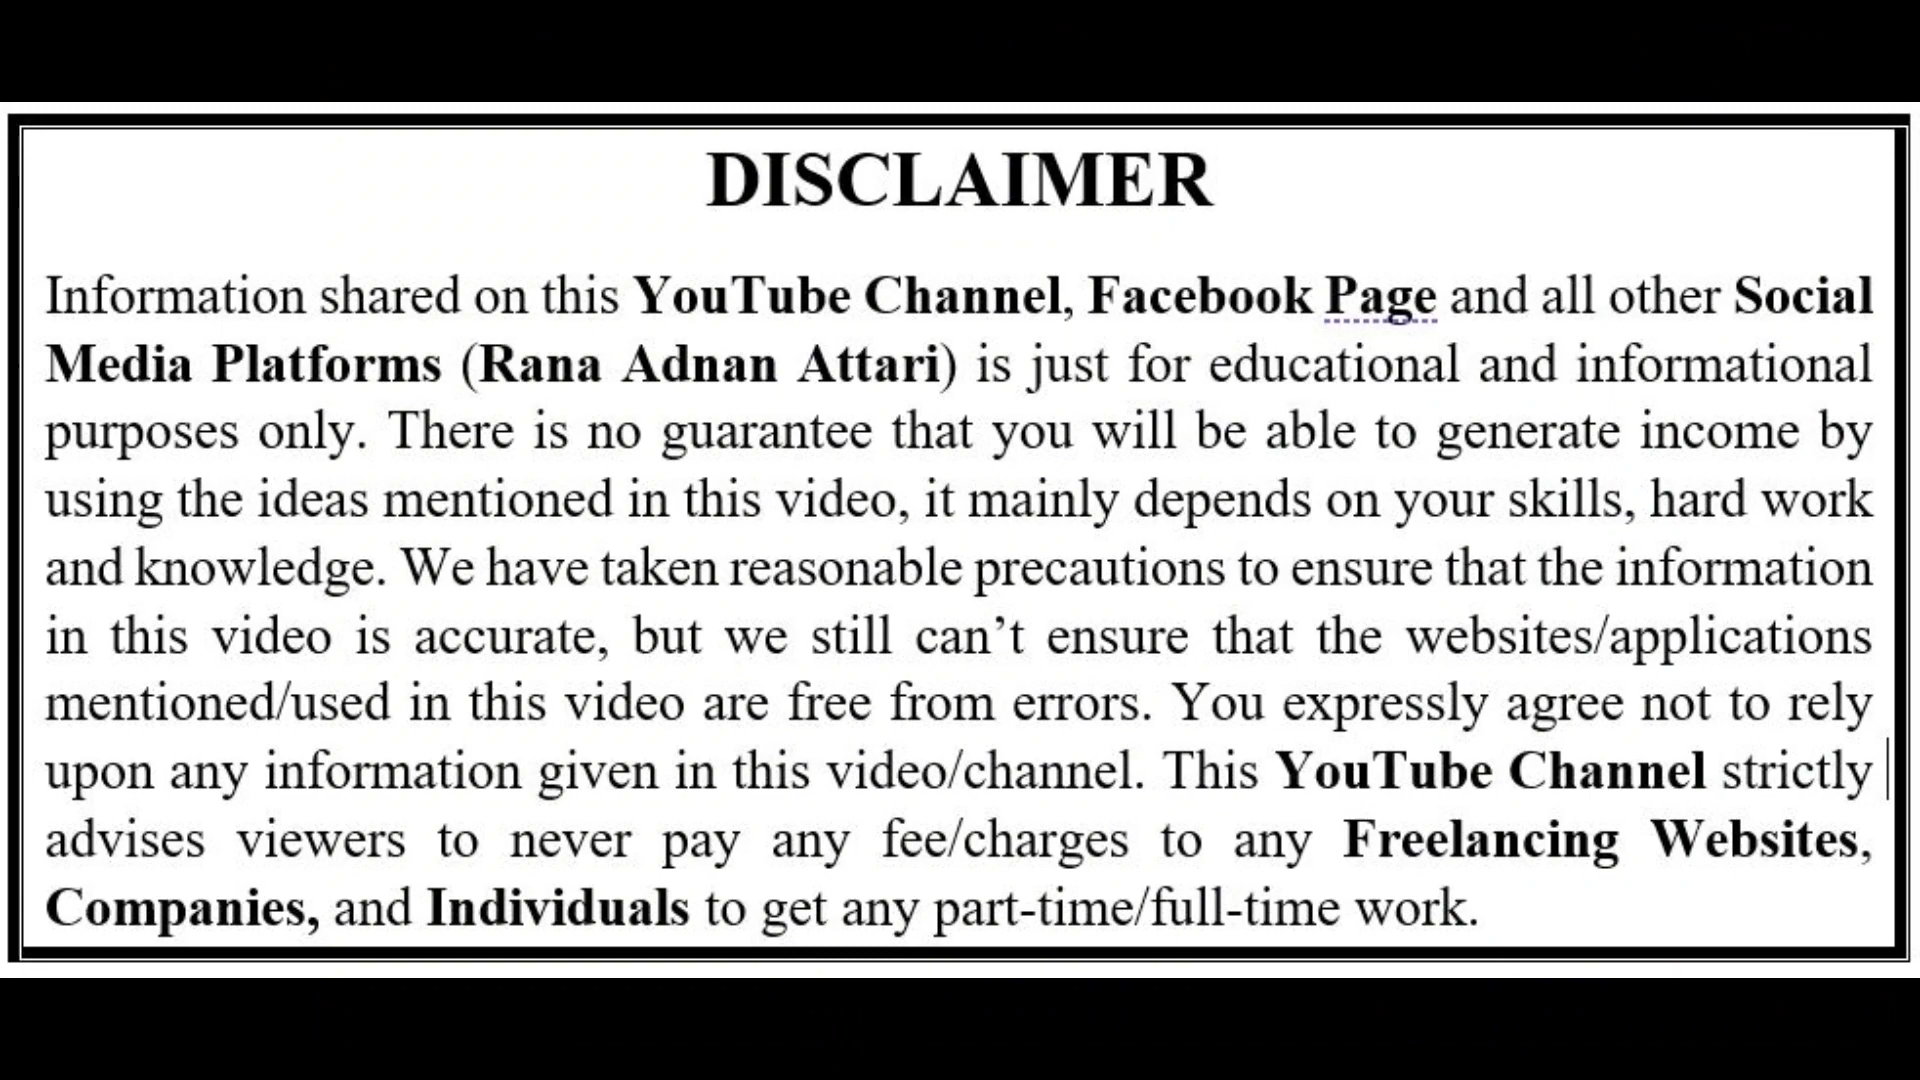 DISCLAIMER
Information shared on this YouTube Channel, Facebook Page and all other Social
Media Platforms (Rana Adnan Attari) is just for educational and informational
purposes only. There is no guarantee that you will be able to generate income by
using the ideas mentioned in this video, it mainly depends on your skills, hard work
and knowledge. We have taken reasonable precautions to ensure that the information
in this video is accurate, but we still can’t ensure that the websites/applications
mentioned/used in this video are free from errors. You expressly agree not to rely
upon any information given in this video/channel. This YouTube Channel strictly
advises viewers to never pay any fee/charges to any Freelancing Websites,
Companies, and Individuals to get any part-time/full-time work.